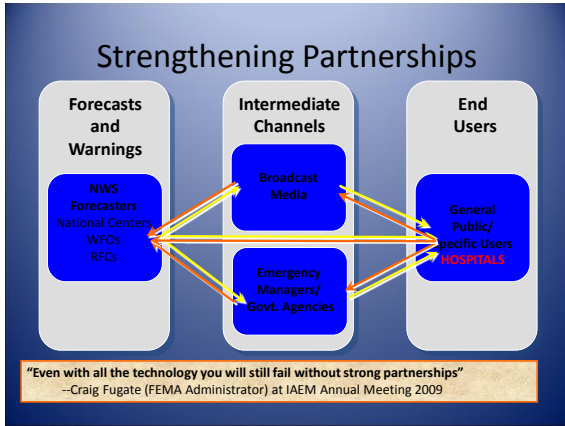 Strengthening Partnerships
Forecasts
and
Warnings
NWS
Forecasters
National Centers
WFOs
RFCs
Intermediate
Channels
Broadcast
Media
Emergency
Managers/
Govt. Agencies
End
Users
General
Public/
Specific Users
HOSPITALS
“Even with all the technology you will still fail without strong partnerships”
--Craig Fugate (FEMA Administrator) at IAEM Annual Meeting 2009